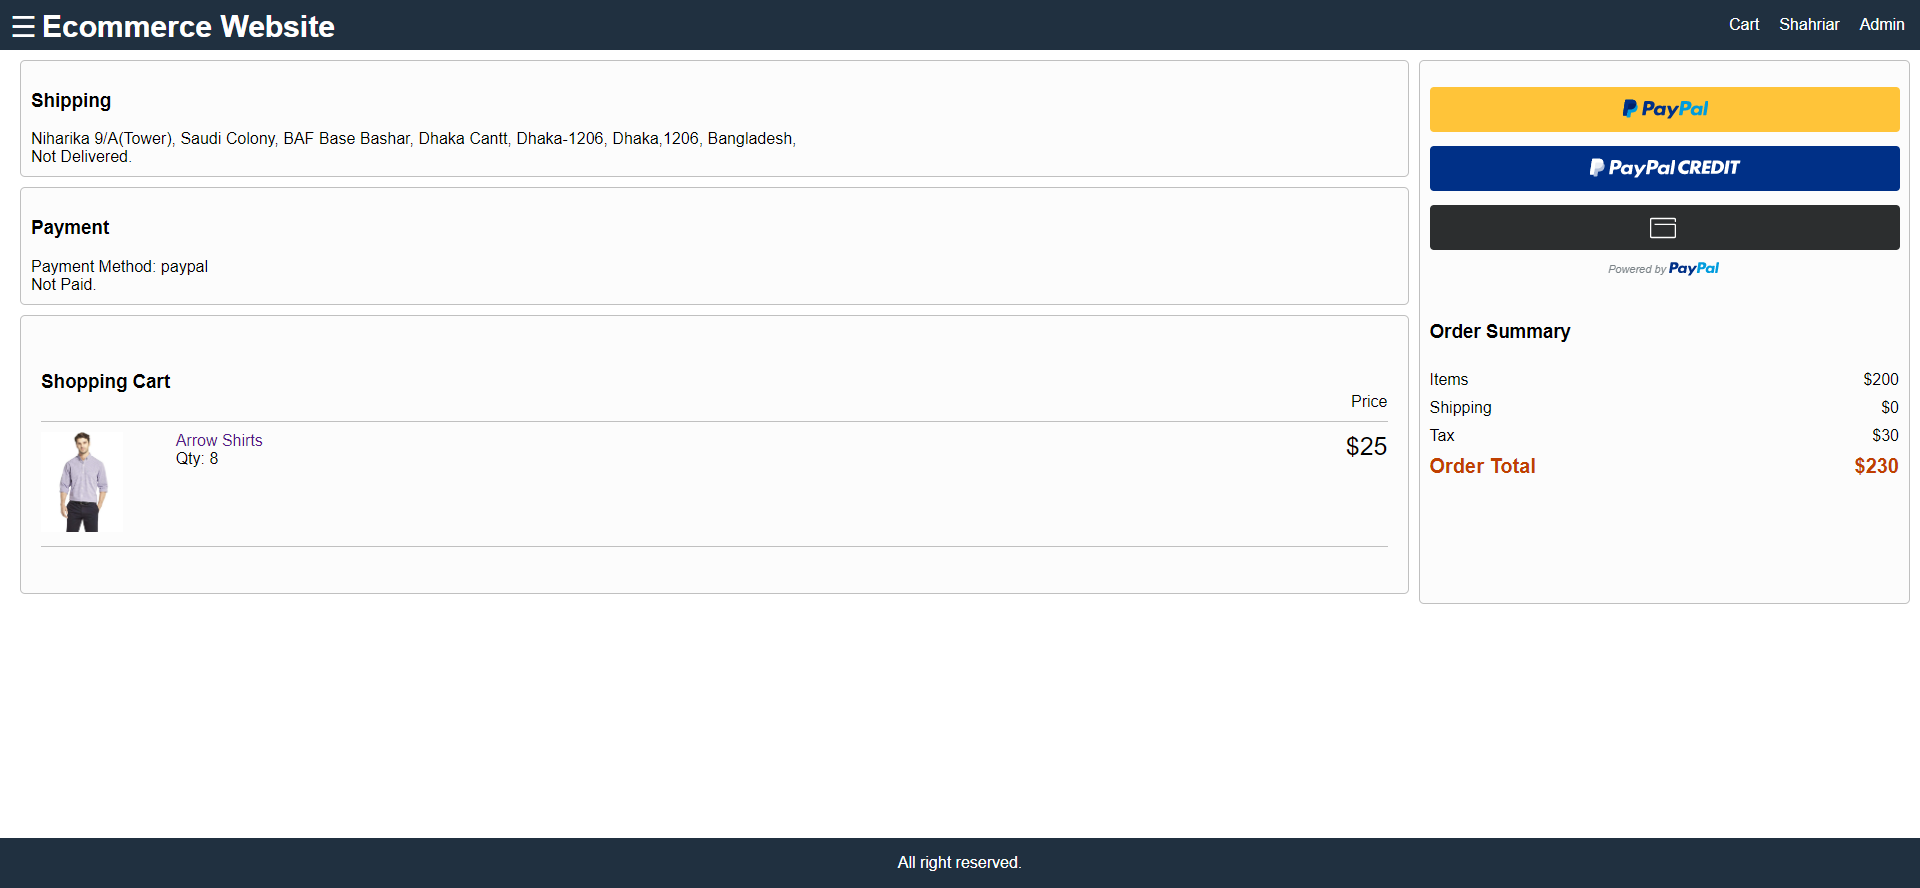 ☰ Ecommerce Website
Cart Shahriar Admin
Shipping
Niharika 9/A(Tower), Saudi Colony, BAF Base Bashar, Dhaka Cantt, Dhaka-1206, Dhaka,1206, Bangladesh,
Not Delivered.
Payment
Payment Method: paypal
Not Paid.
Shopping Cart
Price
Arrow Shirts
Qty: 8
$25
PayPal
PayPal CREDIT
Powered by PayPal
Order Summary
Items $200
Shipping $0
Tax $30
Order Total $230
All right reserved.